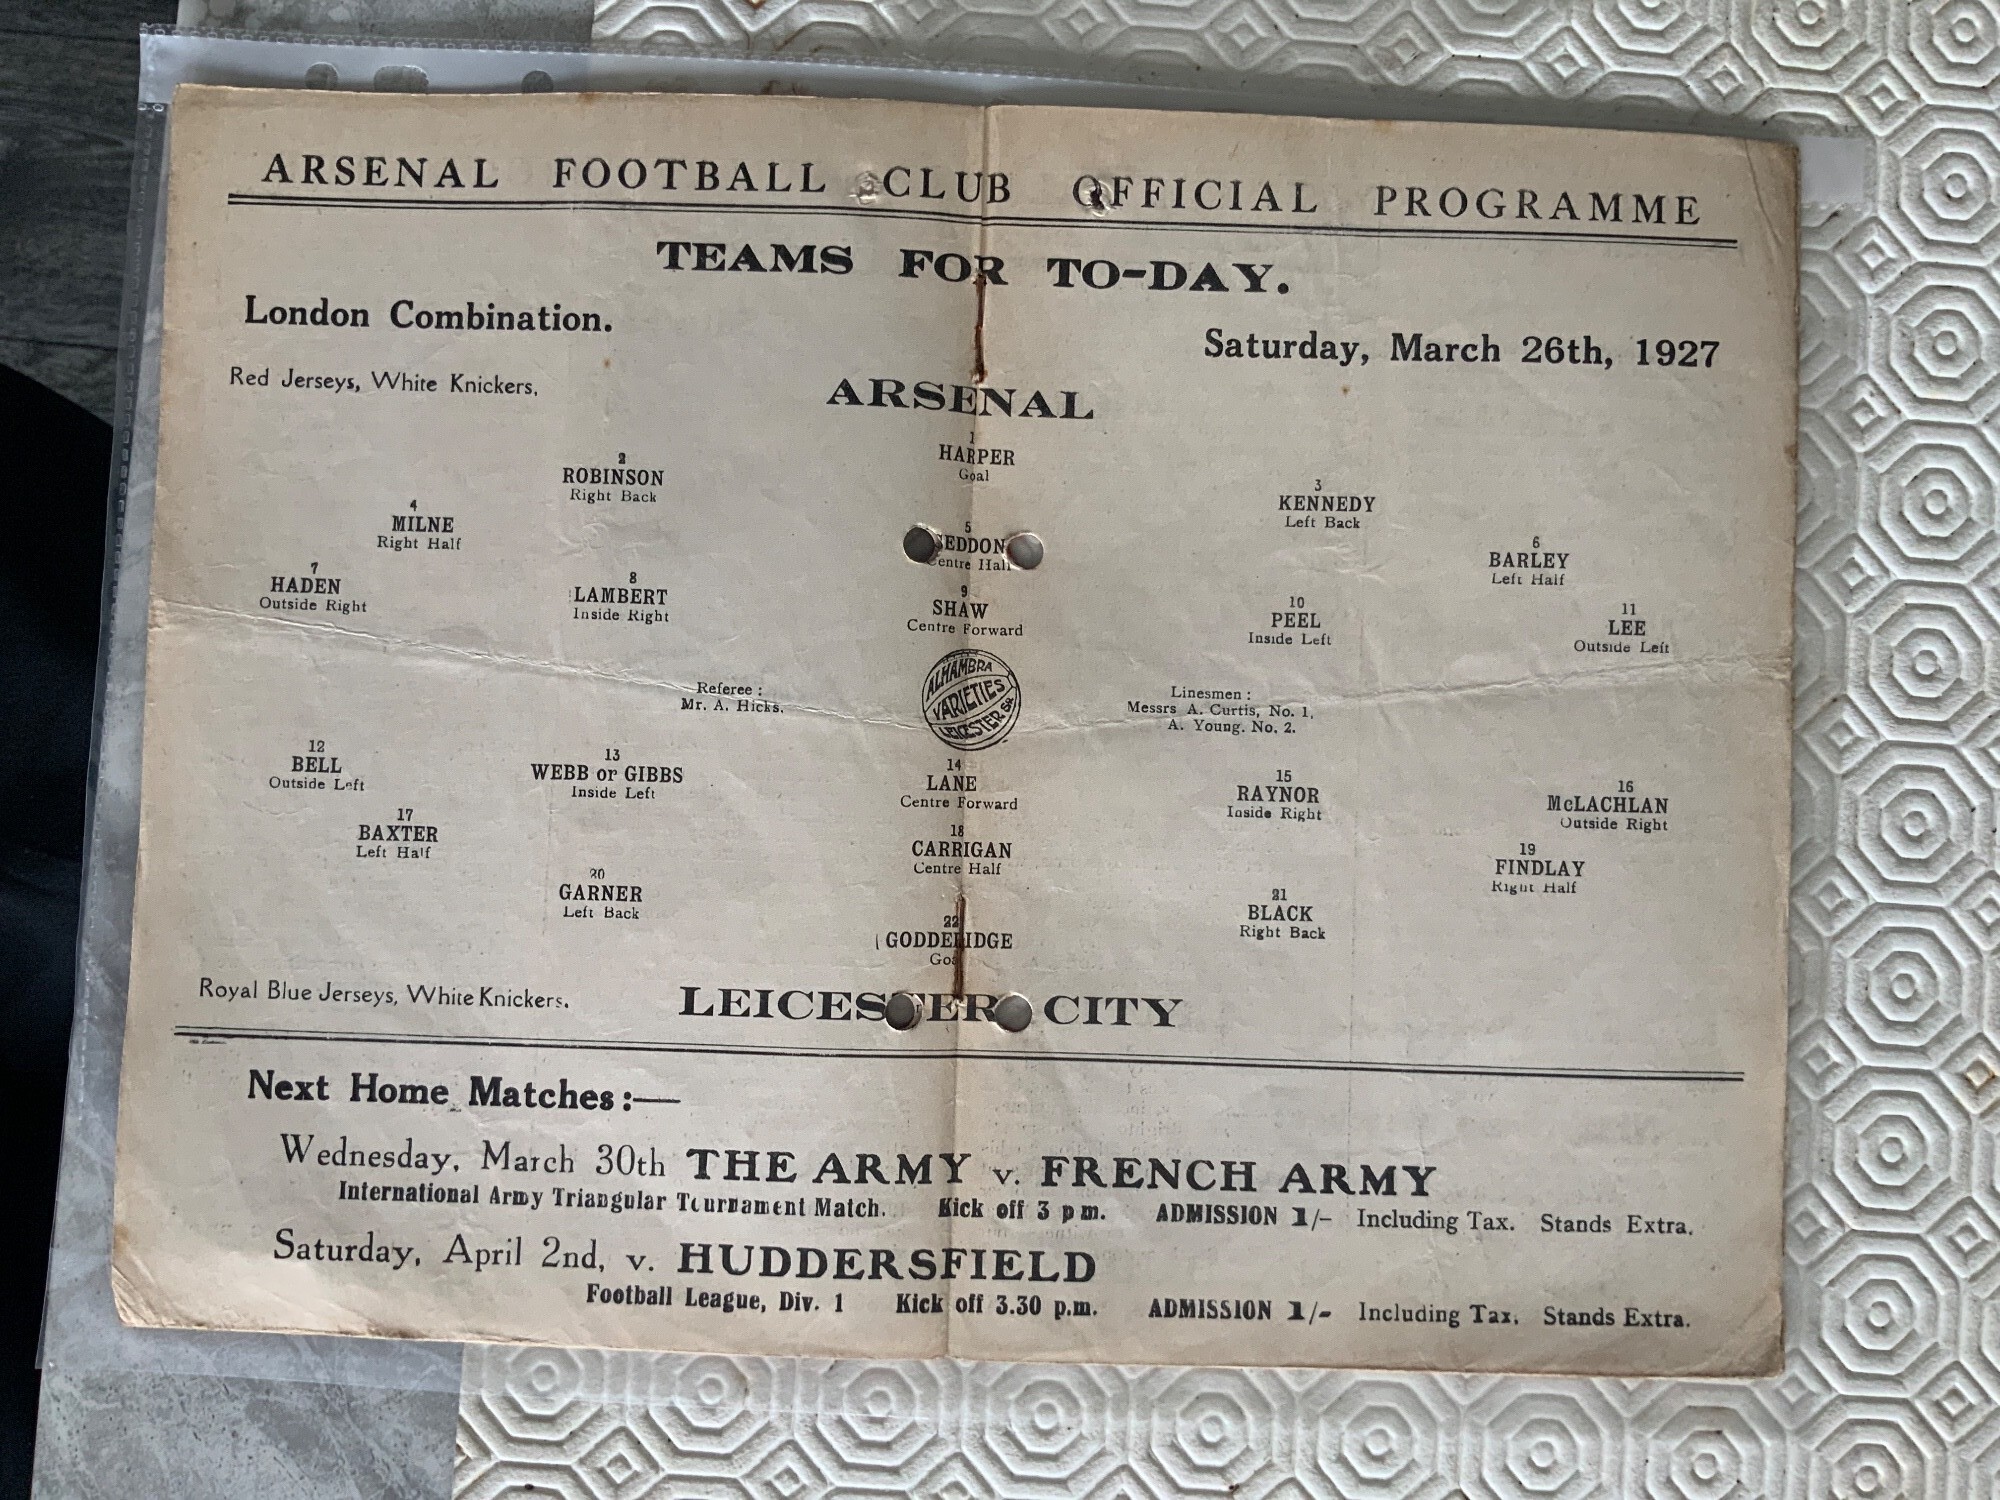 ARSENAL FOOTBALL CLUB OFFICIAL PROGRAMME
TEAMS FOR TO-DAY.
London Combination.
Saturday, March 26th, 1927
Red Jerseys, White Knickers,
ARSENAL
1
HARPER
Goal
2
ROBINSON
Right Back
3
KENNEDY
Left Back
4
MILNE
Right Half
5
SEDDON
Centre Half
6
BARLEY
Left Half
7
HADEN
Outside Right
8
LAMBERT
Inside Right
9
SHAW
Centre Forward
10
PEEL
Inside Left
11
LEE
Outside Left
Referee :
Mr. A. Hicks.
ALHAMBRA
VARIETIES
LEICESTER SQ.
Linesmen :
Messrs A. Curtis, No. 1,
A. Young. No. 2.
12
BELL
Outside Left
13
WEBB or GIBBS
Inside Left
14
LANE
Centre Forward
15
RAYNOR
Inside Right
16
McLACHLAN
Outside Right
17
BAXTER
Left Half
18
CARRIGAN
Centre Half
19
FINDLAY
Right Half
20
GARNER
Left Back
21
BLACK
Right Back
22
GODDERIDGE
Goal
Royal Blue Jerseys, White Knickers.
LEICESTER CITY
Next Home Matches :—
Wednesday, March 30th THE ARMY v. FRENCH ARMY
International Army Triangular Tournament Match. Kick off 3 p m. ADMISSION 1/- Including Tax. Stands Extra.
Saturday, April 2nd, v. HUDDERSFIELD
Football League, Div. 1 Kick off 3.30 p.m. ADMISSION 1/- Including Tax. Stands Extra.